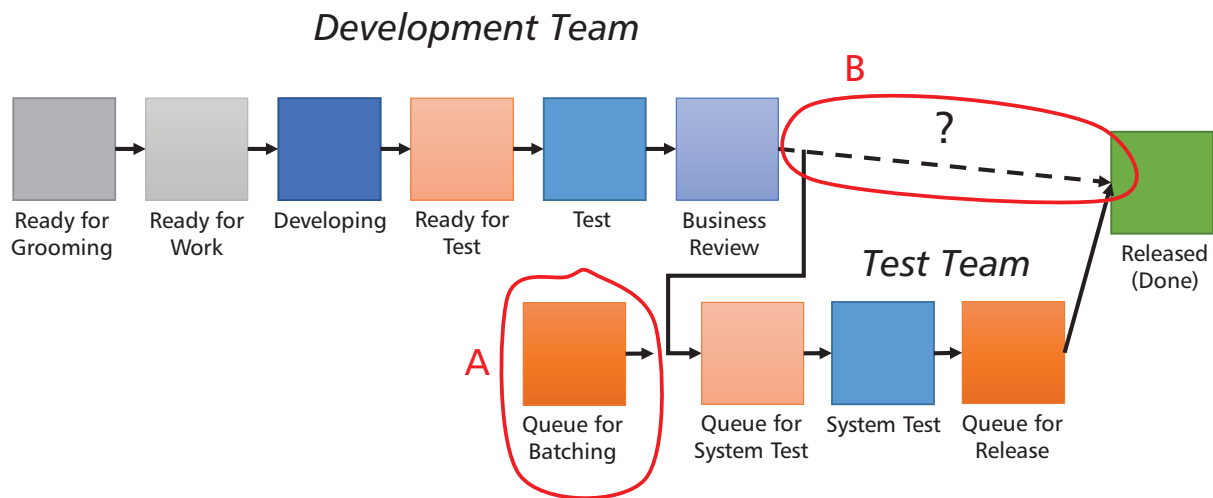 Development Team
B
?
Ready for
Grooming
Ready for
Work
Developing
Ready for
Test
Test
Business
Review
Released
(Done)
Test Team
A
Queue for
Batching
Queue for
System Test
System Test
Queue for
Release